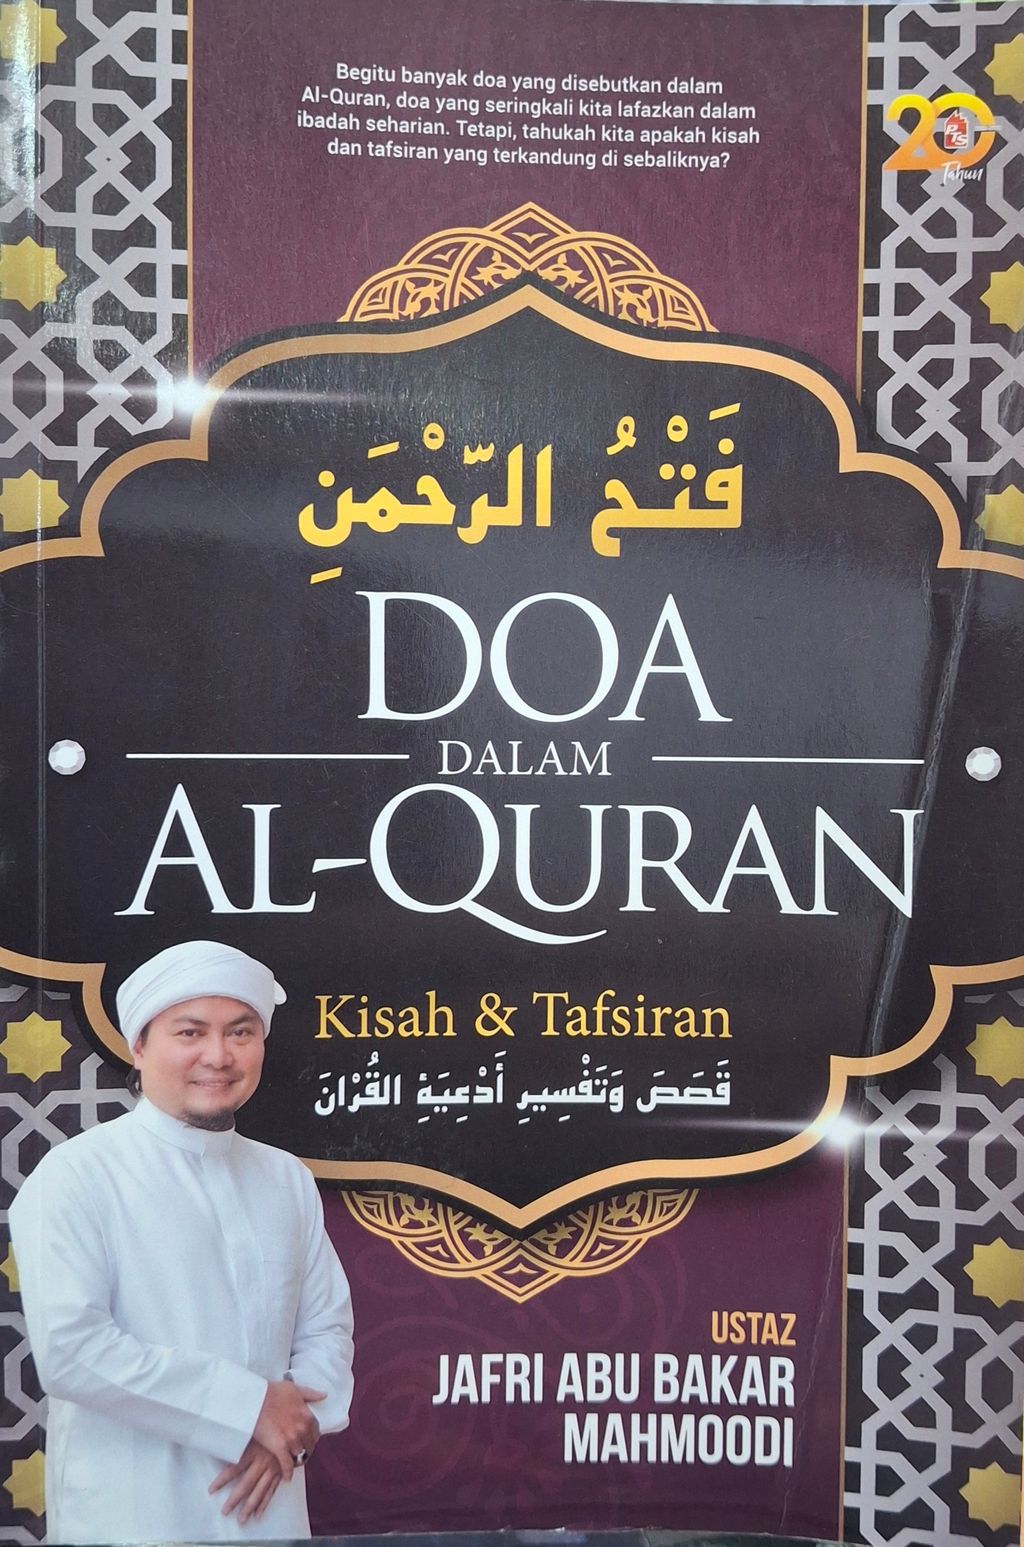 Begitu banyak doa yang disebutkan dalam
Al-Quran, doa yang seringkali kita lafazkan dalam
ibadah seharian. Tetapi, tahukah kita apakah kisah
dan tafsiran yang terkandung di sebaliknya?
20
PTS
Tahun
فَتْحُ الرّحْمَنِ
DOA
DALAM
AL-QURAN
Kisah & Tafsiran
قَصَصَ وَتَفْسِيرِ أَدْعِيَةِ القُرْانَ
USTAZ
JAFRI ABU BAKAR
MAHMOODI